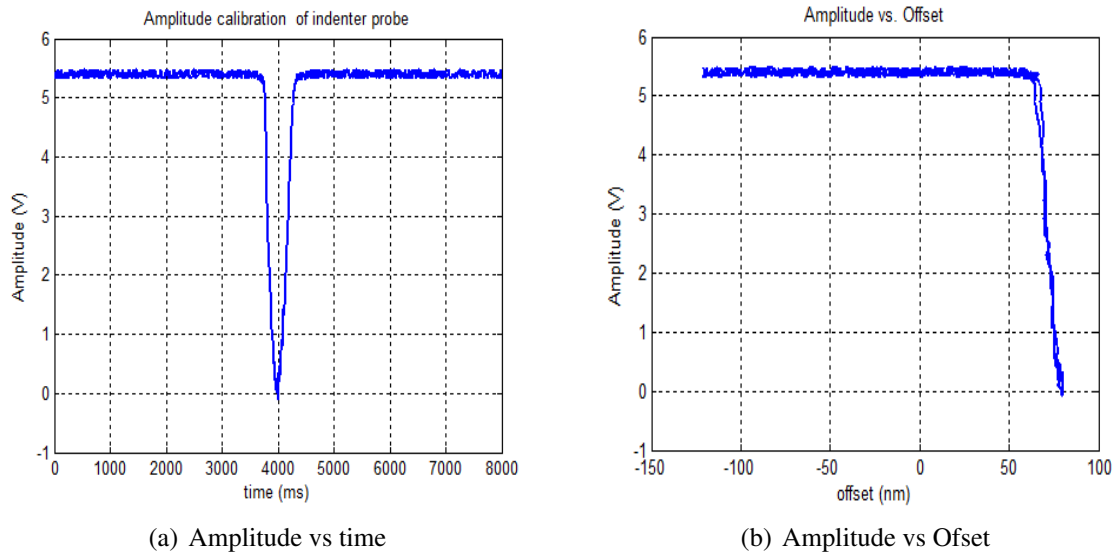 Amplitude calibration of indenter probe
6
5
4
3
2
1
0
-1
Amplitude (V)
0 1000 2000 3000 4000 5000 6000 7000 8000
time (ms)
(a) Amplitude vs time
Amplitude vs. Offset
6
5
4
3
2
1
0
-1
Amplitude (V)
-150 -100 -50 0 50 100
offset (nm)
(b) Amplitude vs Ofset